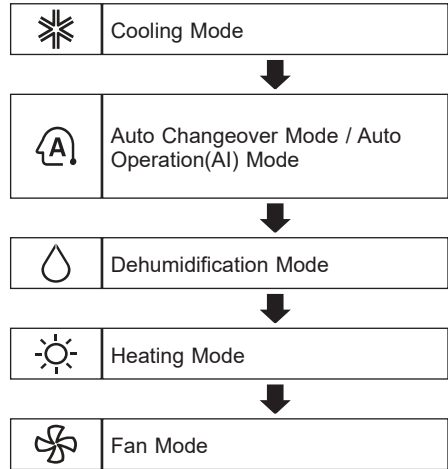 Cooling Mode
A
Auto Changeover Mode / Auto
Operation(AI) Mode
Dehumidification Mode
Heating Mode
Fan Mode